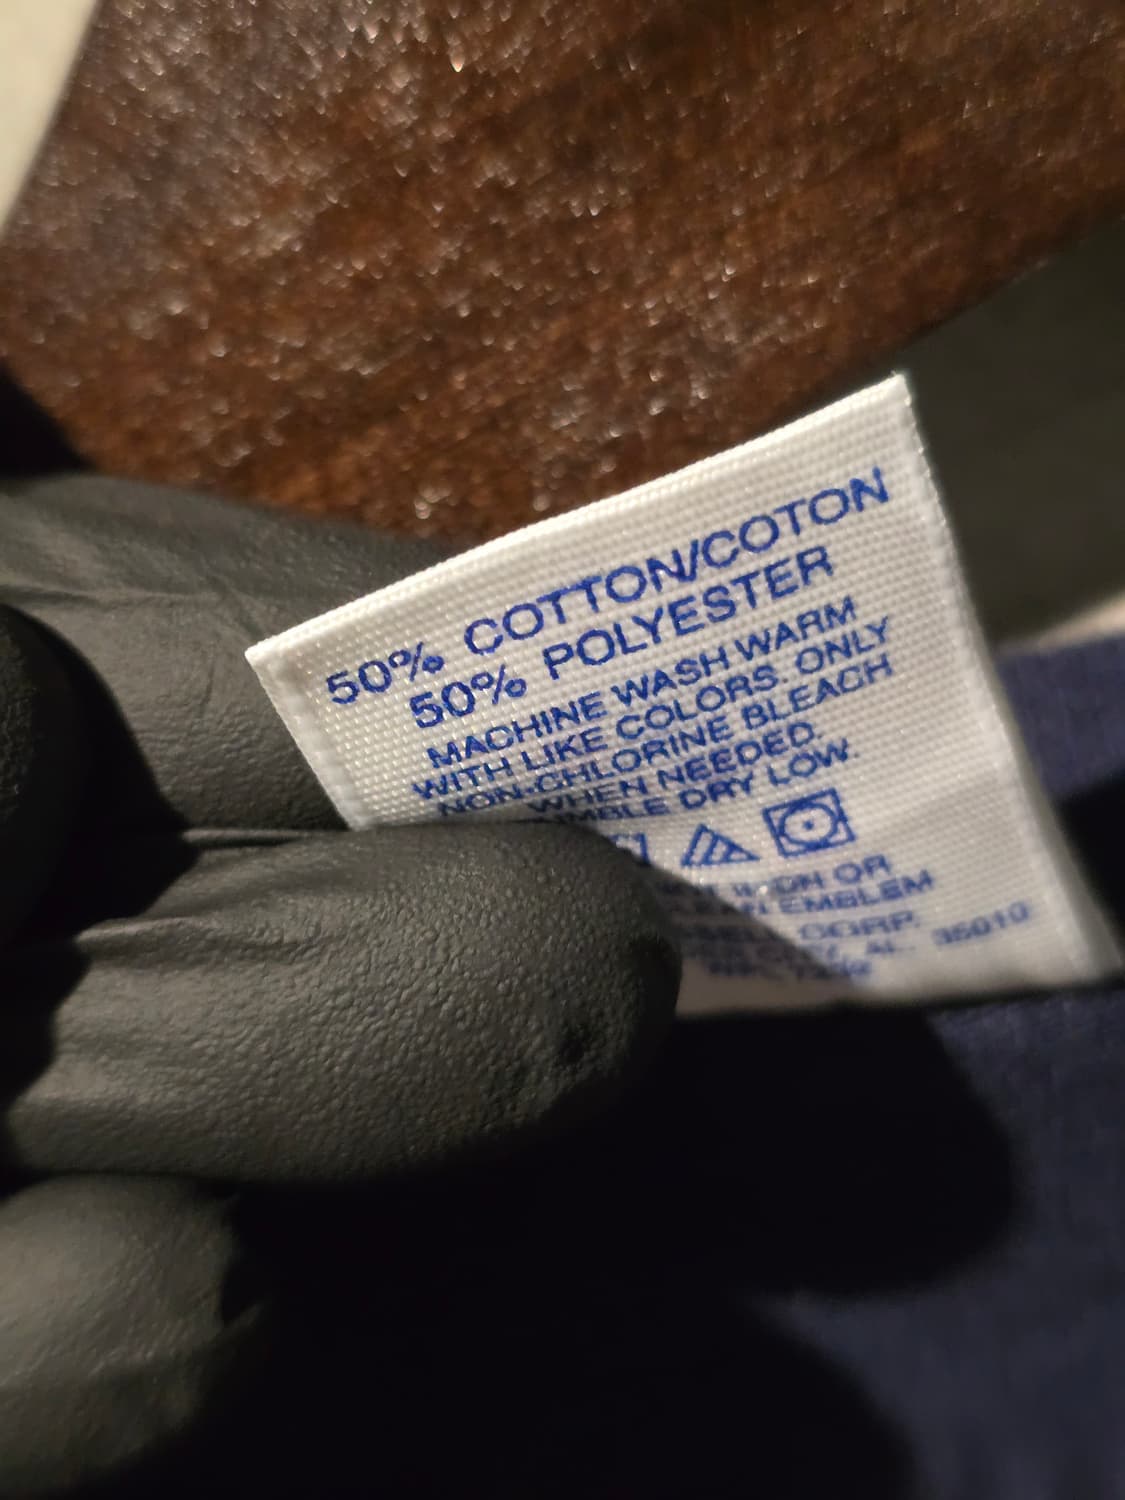 50% COTTON/COTON
50% POLYESTER
MACHINE WASH WARM
WITH LIKE COLORS. ONLY
NON-CHLORINE BLEACH
WHEN NEEDED.
DRY LOW.
OR
EMBLEM
CORP.
AL. 35010